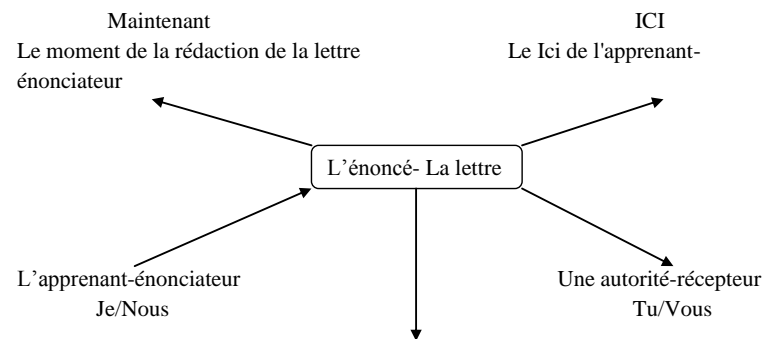 Maintenant ICI
Le moment de la rédaction de la lettre Le Ici de l'apprenant-
énonciateur
L'énoncé- La lettre
L'apprenant-énonciateur Une autorité-récepteur
Je/Nous Tu/Vous